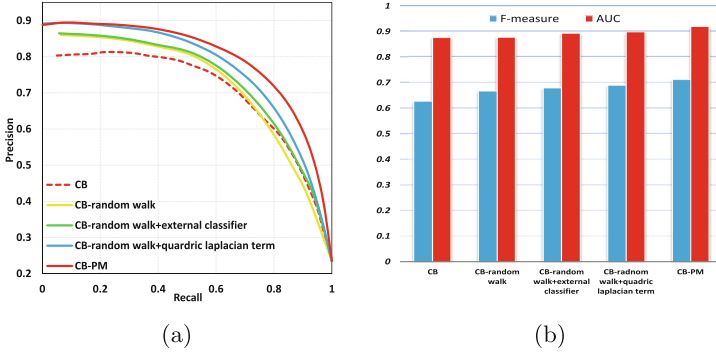 0.9
0.8
0.7
0.6
0.5
0.4
0.3
0.2
Precision
0 0.2 0.4 0.6 0.8 1
Recall
CB
CB-random walk
CB-random walk+external classifier
CB-random walk+quardric laplacian term
CB-PM
(a)
F-measure AUC
1
0.9
0.8
0.7
0.6
0.5
0.4
0.3
0.2
0.1
0
CB
CB-random
walk
CB-random
walk+external
classifier
CB-radnom
walk+quadric
laplacian term
CB-PM
(b)